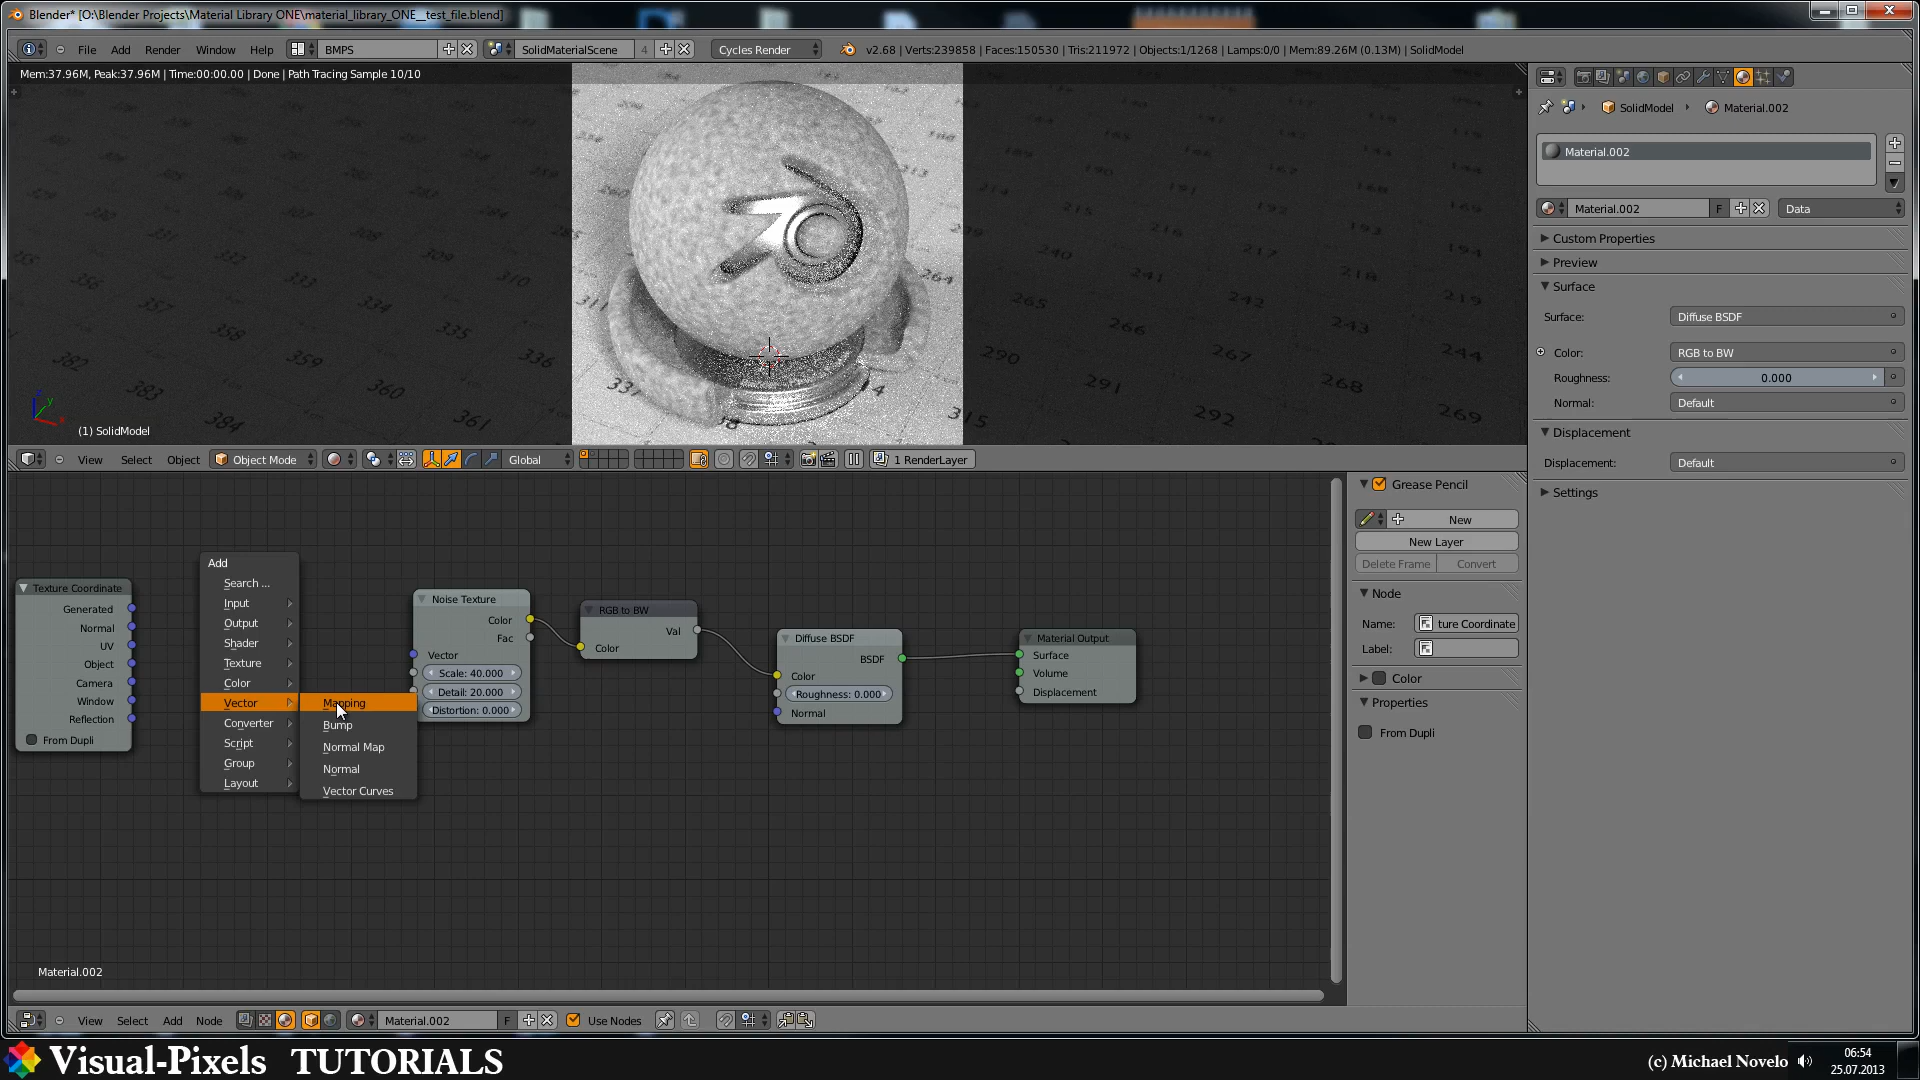 Blender* [O:\Blender Projects\Material Library ONE\material_library_ONE__test_file.blend]
File Add Render Window Help BMPS SolidMaterialScene 4 Cycles Render v2.68 | Verts:239858 | Faces:150530 | Tris:211972 | Objects:1/1268 | Lamps:0/0 | Mem:89.26M (0.13M) | SolidModel
Mem:37.96M, Peak:37.96M | Time:00:00.00 | Done | Path Tracing Sample 10/10
SolidModel Material.002
Material.002
Material.002 F Data
Custom Properties
Preview
Surface
Surface: Diffuse BSDF
Color: RGB to BW
Roughness: 0.000
Normal: Default
Displacement
Displacement: Default
Settings
(1) SolidModel
View Select Object Object Mode Global 1 RenderLayer
Grease Pencil
New
New Layer
Delete Frame Convert
Node
Name: ture Coordinate
Label:
Color
Properties
From Dupli
Texture Coordinate
Generated
Normal
UV
Object
Camera
Window
Reflection
From Dupli
Add
Search ...
Input
Output
Shader
Texture
Color
Vector
Converter
Script
Group
Layout
Mapping
Bump
Normal Map
Normal
Vector Curves
Noise Texture
Color
Fac
Vector
Scale: 40.000
Detail: 20.000
Distortion: 0.000
RGB to BW
Val
Color
Diffuse BSDF
BSDF
Color
Roughness: 0.000
Normal
Material Output
Surface
Volume
Displacement
Material.002
View Select Add Node Material.002 F Use Nodes
Visual-Pixels TUTORIALS
(c) Michael Novelo
06:54
25.07.2013